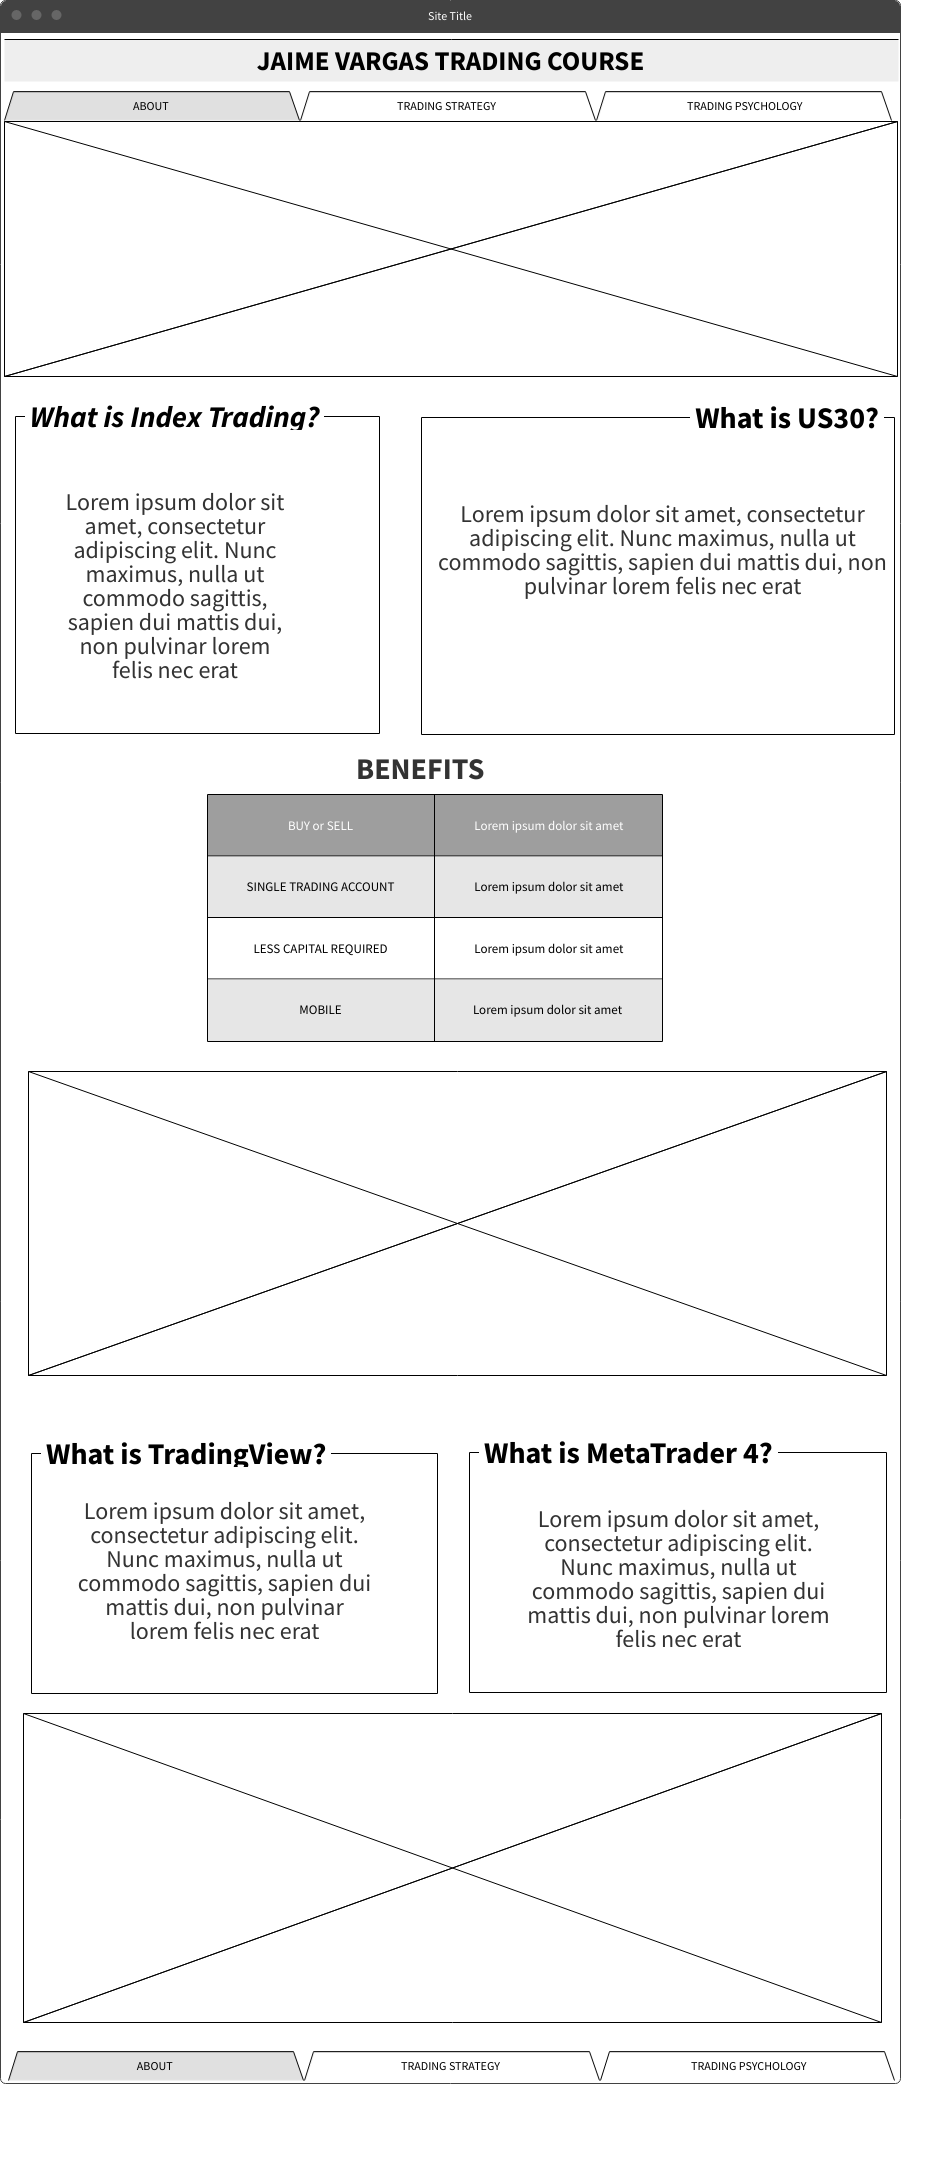 Site Title
JAIME VARGAS TRADING COURSE
ABOUT
TRADING STRATEGY
TRADING PSYCHOLOGY
What is Index Trading?
Lorem ipsum dolor sit
amet, consectetur
adipiscing elit. Nunc
maximus, nulla ut
commodo sagittis,
sapien dui mattis dui,
non pulvinar lorem
felis nec erat
What is US30?
Lorem ipsum dolor sit amet, consectetur
adipiscing elit. Nunc maximus, nulla ut
commodo sagittis, sapien dui mattis dui, non
pulvinar lorem felis nec erat
BENEFITS
BUY or SELL
Lorem ipsum dolor sit amet
SINGLE TRADING ACCOUNT
Lorem ipsum dolor sit amet
LESS CAPITAL REQUIRED
Lorem ipsum dolor sit amet
MOBILE
Lorem ipsum dolor sit amet
What is TradingView?
Lorem ipsum dolor sit amet,
consectetur adipiscing elit.
Nunc maximus, nulla ut
commodo sagittis, sapien dui
mattis dui, non pulvinar
lorem felis nec erat
What is MetaTrader 4?
Lorem ipsum dolor sit amet,
consectetur adipiscing elit.
Nunc maximus, nulla ut
commodo sagittis, sapien dui
mattis dui, non pulvinar lorem
felis nec erat
ABOUT
TRADING STRATEGY
TRADING PSYCHOLOGY